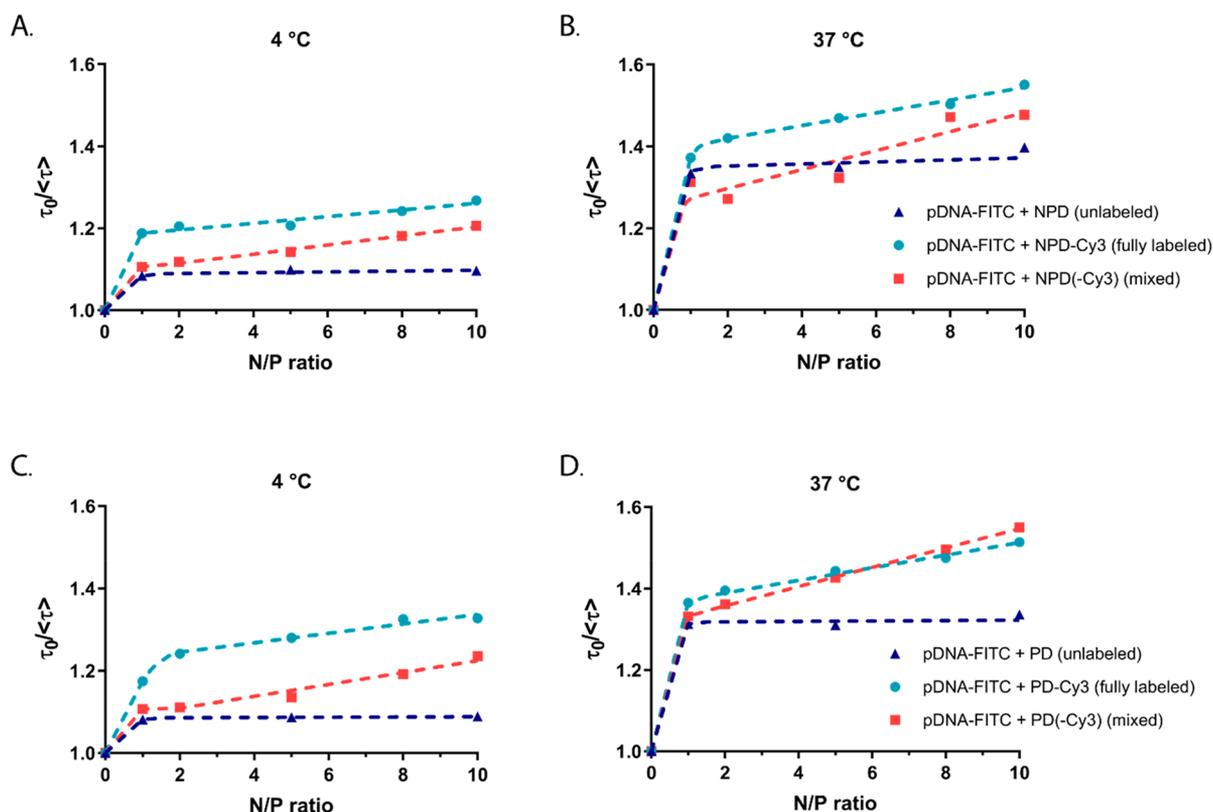 A.
4 °C
1.6
1.4
1.2
1.0
τ0/<τ>
0 2 4 6 8 10
N/P ratio
B.
37 °C
1.6
1.4
1.2
1.0
τ0/<τ>
0 2 4 6 8 10
N/P ratio
pDNA-FITC + NPD (unlabeled)
pDNA-FITC + NPD-Cy3 (fully labeled)
pDNA-FITC + NPD(-Cy3) (mixed)
C.
4 °C
1.6
1.4
1.2
1.0
τ0/<τ>
0 2 4 6 8 10
N/P ratio
D.
37 °C
1.6
1.4
1.2
1.0
τ0/<τ>
0 2 4 6 8 10
N/P ratio
pDNA-FITC + PD (unlabeled)
pDNA-FITC + PD-Cy3 (fully labeled)
pDNA-FITC + PD(-Cy3) (mixed)